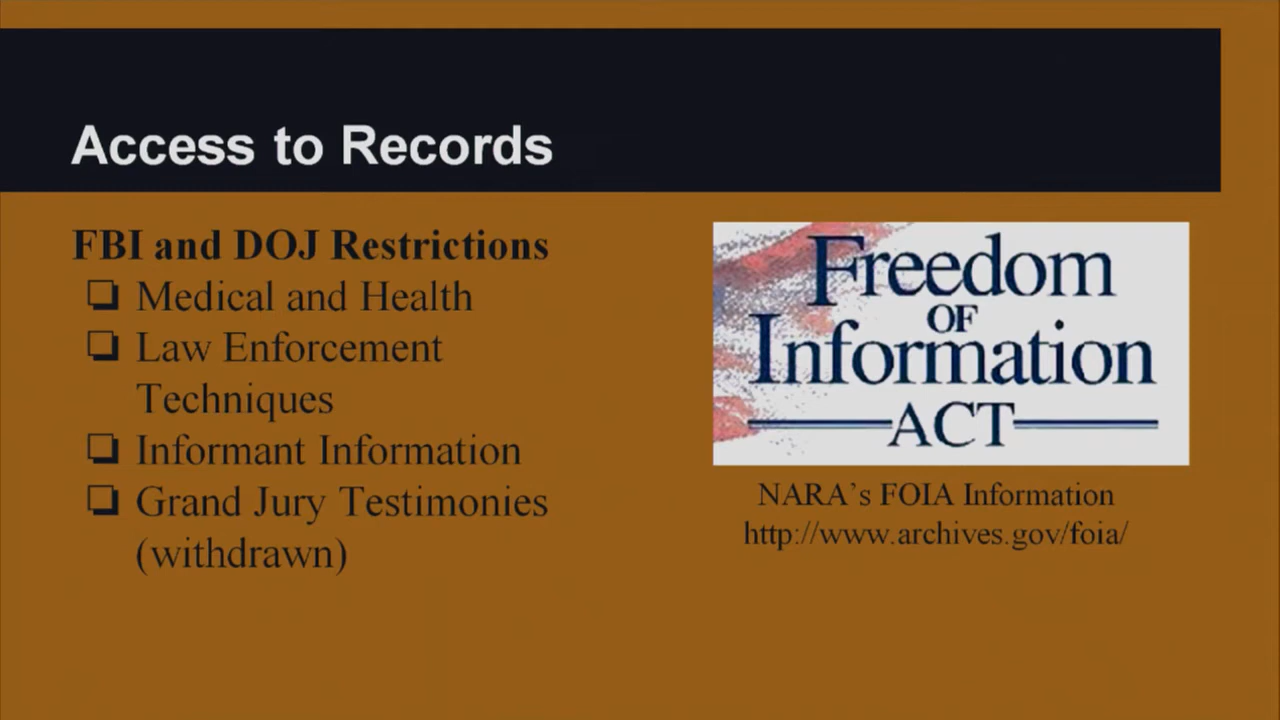 Access to Records
FBI and DOJ Restrictions
❏ Medical and Health
❏ Law Enforcement
Techniques
❏ Informant Information
❏ Grand Jury Testimonies
(withdrawn)
Freedom
OF
Information
ACT
NARA's FOIA Information
http://www.archives.gov/foia/